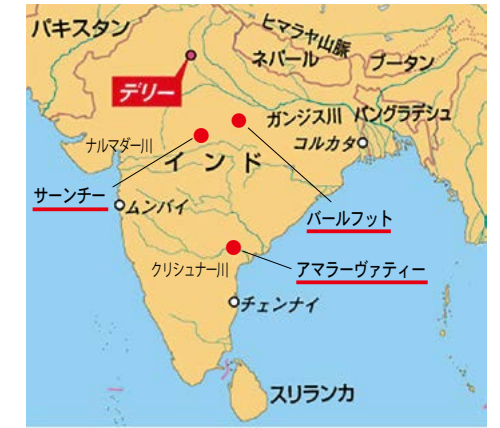 パキスタン
ヒマラヤ山脈
ネパール
ブータン
デリー
ガンジス川
バングラデシュ
ナルマダー川
コルカタ
インド
サーンチー
ムンバイ
バールフット
クリシュナー川
アマラーヴァティー
チェンナイ
スリランカ